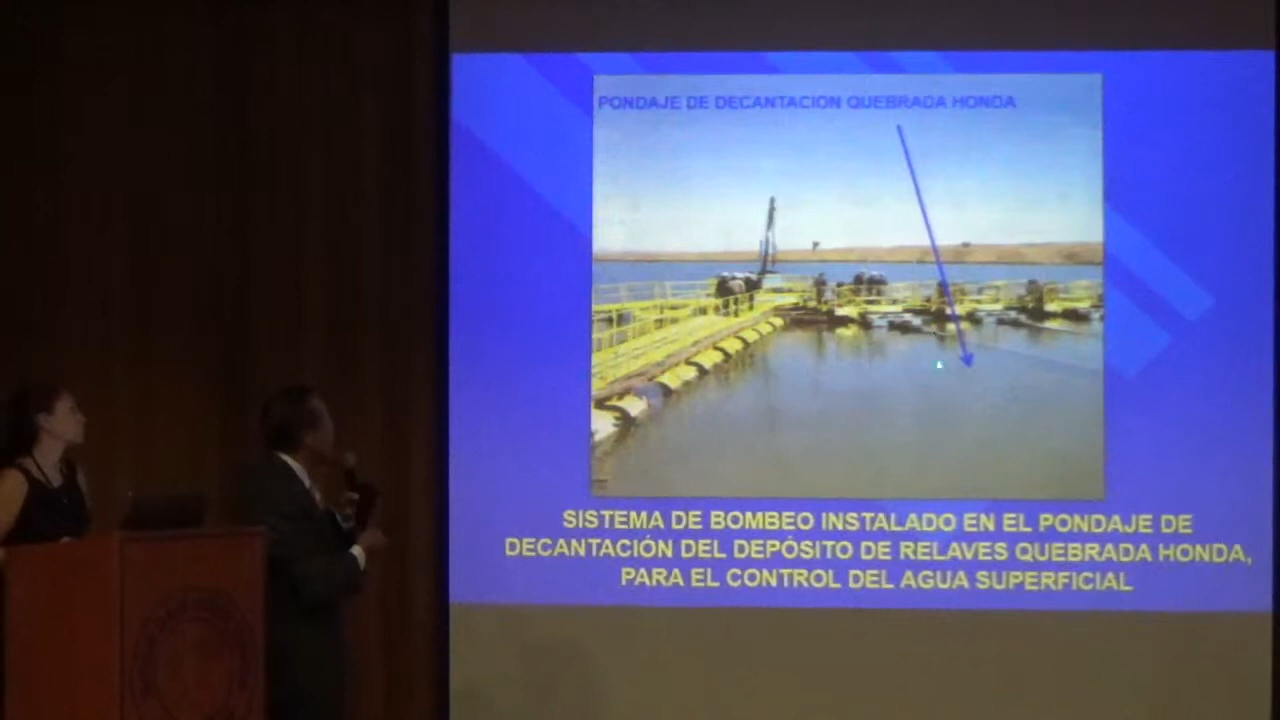 PONDAJE DE DECANTACION QUEBRADA HONDA
SISTEMA DE BOMBEO INSTALADO EN EL PONDAJE DE
DECANTACIÓN DEL DEPÓSITO DE RELAVES QUEBRADA HONDA,
PARA EL CONTROL DEL AGUA SUPERFICIAL